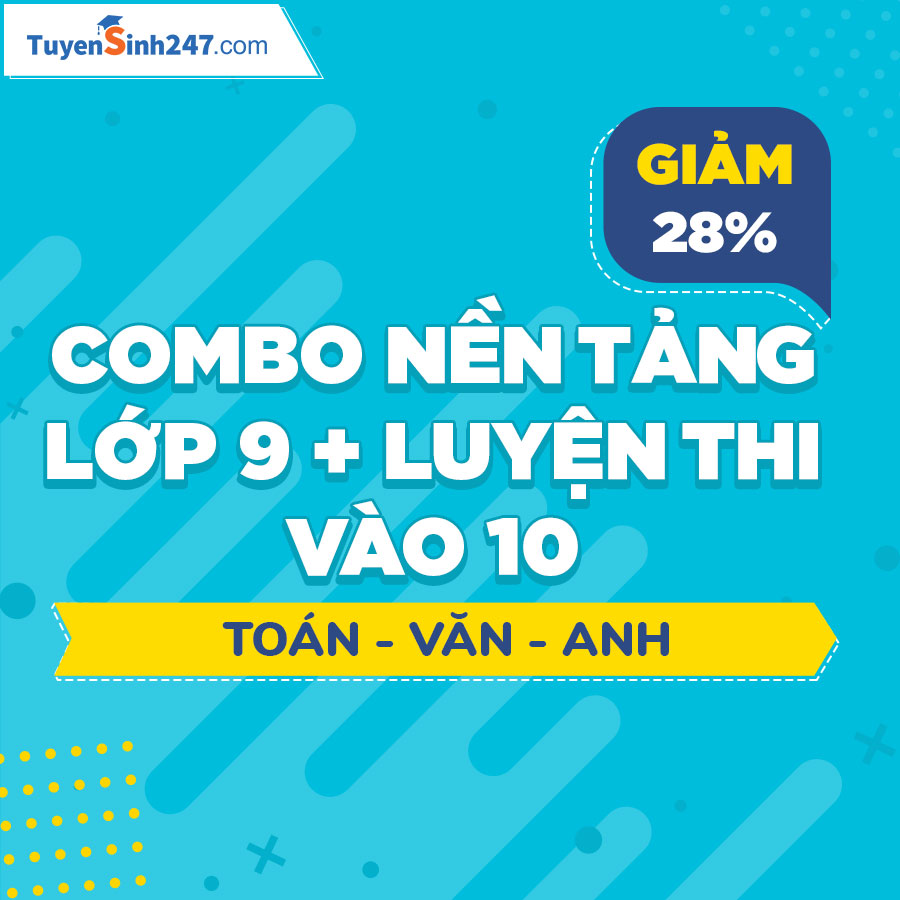 TuyenSinh247.com
GIẢM
28%
COMBO NỀN TẢNG
LỚP 9 + LUYỆN THI
VÀO 10
TOÁN - VĂN - ANH